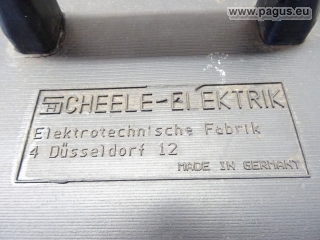 www.pagus.eu
SCHEELE-ELEKTRIK
Elektrotechnische Fabrik
4 Düsseldorf 12
MADE IN GERMANY